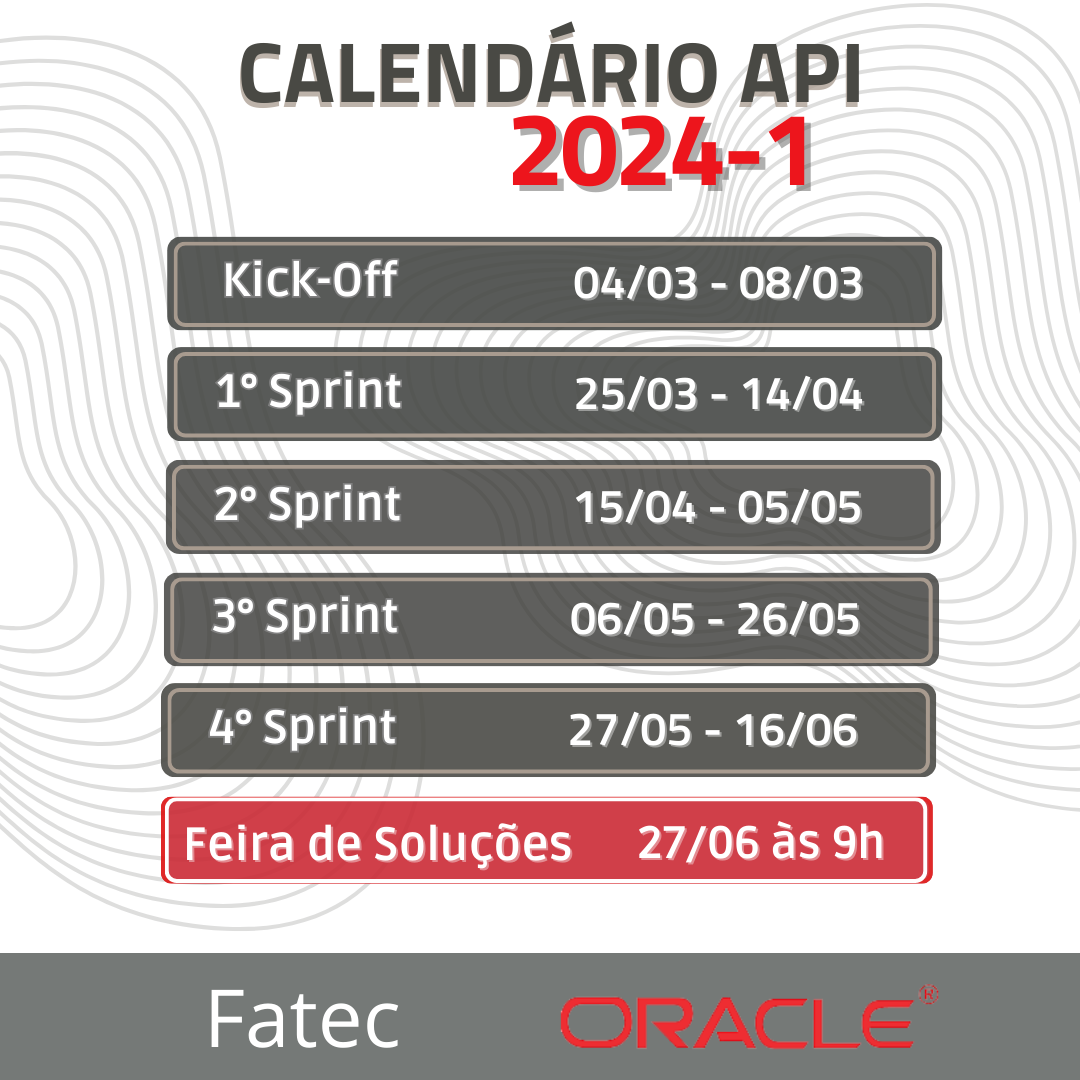 CALENDÁRIO API
2024-1
Kick-Off 04/03 - 08/03
1° Sprint 25/03 - 14/04
2° Sprint 15/04 - 05/05
3° Sprint 06/05 - 26/05
4° Sprint 27/05 - 16/06
Feira de Soluções 27/06 às 9h
Fatec ORACLE®